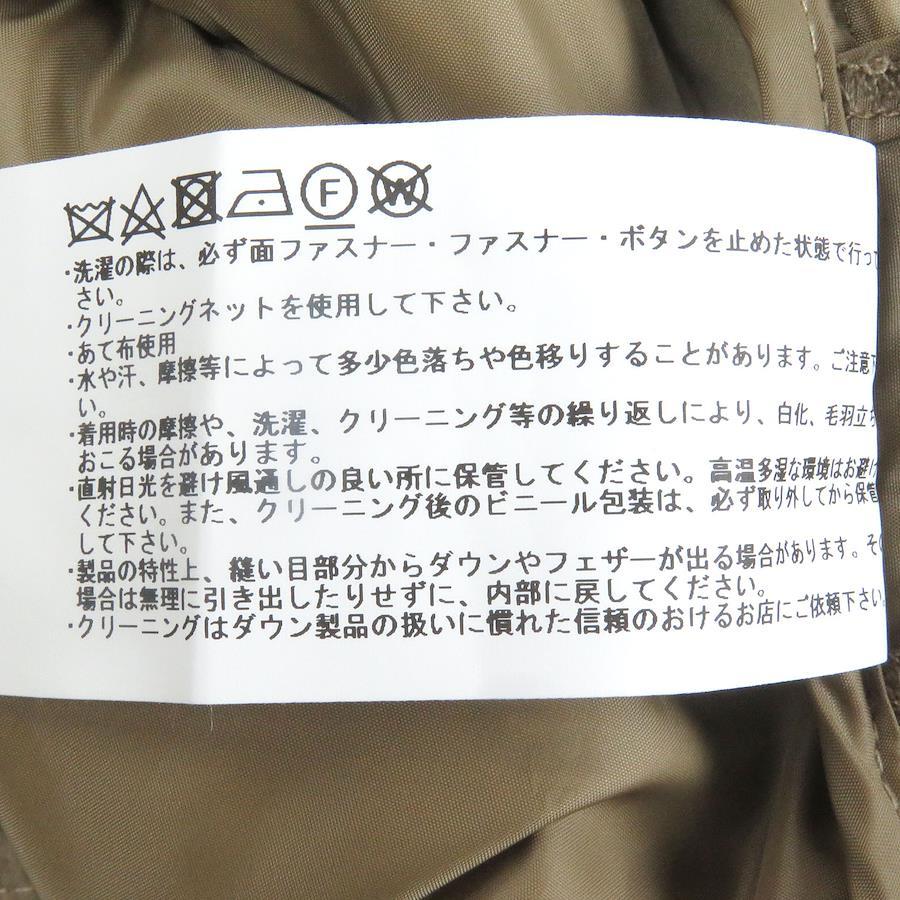 F W
・洗濯の際は、必ず面ファスナー・ファスナー・ボタンを止めた状態で行って
さい。
・クリーニングネットを使用して下さい。
・あて布使用
・水や汗、摩擦等によって多少色落ちや色移りすることがあります。ご注意下
い。
・着用時の摩擦や、洗濯、クリーニング等の繰り返しにより、白化、毛羽立ち
おこる場合があります。
・直射日光を避け風通しの良い所に保管してください。高温多湿な環境はお避け
ください。また、クリーニング後のビニール包装は、必ず取り外してから保管
して下さい。
・製品の特性上、縫い目部分からダウンやフェザーが出る場合があります。その
場合は無理に引き出したりせずに、内部に戻してください。
・クリーニングはダウン製品の扱いに慣れた信頼のおけるお店にご依頼下さい。